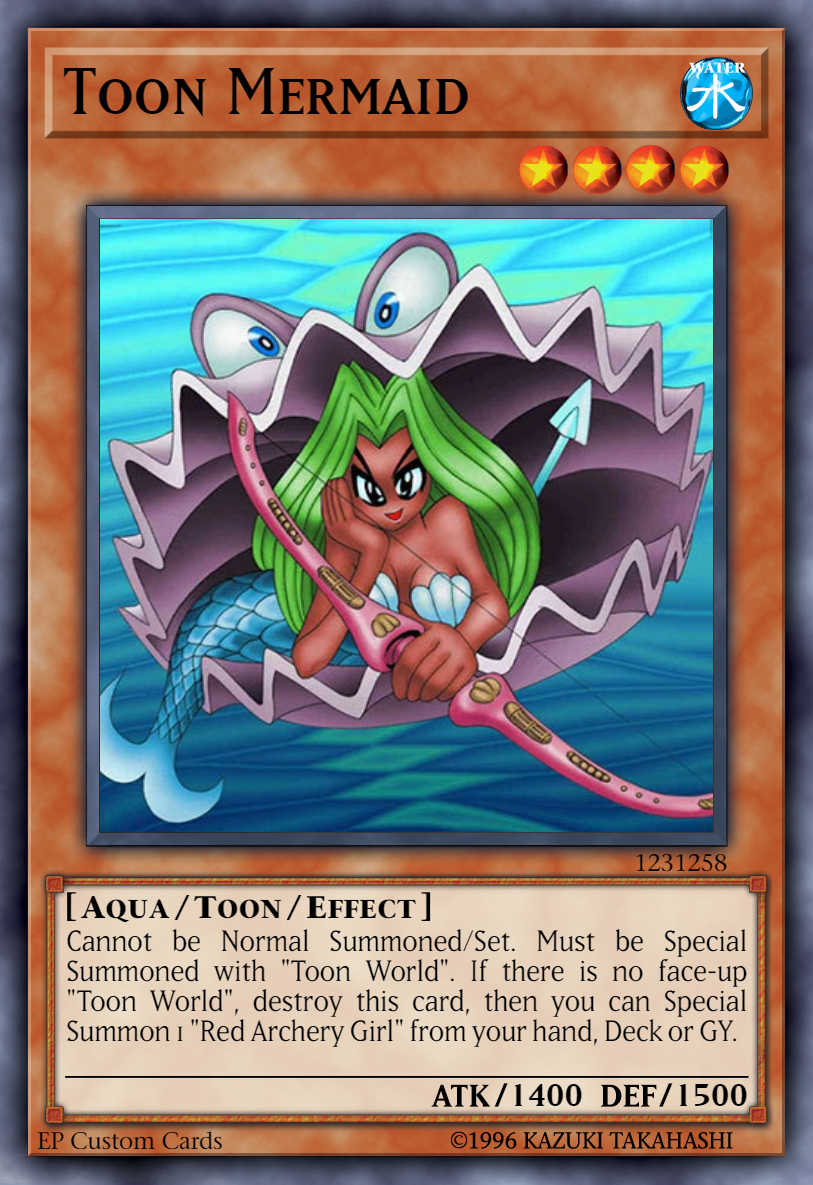 Toon Mermaid
WATER
水
1231258
[ Aqua / Toon / Effect ]
Cannot be Normal Summoned/Set. Must be Special
Summoned with "Toon World". If there is no face-up
"Toon World", destroy this card, then you can Special
Summon 1 "Red Archery Girl" from your hand, Deck or GY.
ATK/1400 DEF/1500
EP Custom Cards
©1996 KAZUKI TAKAHASHI